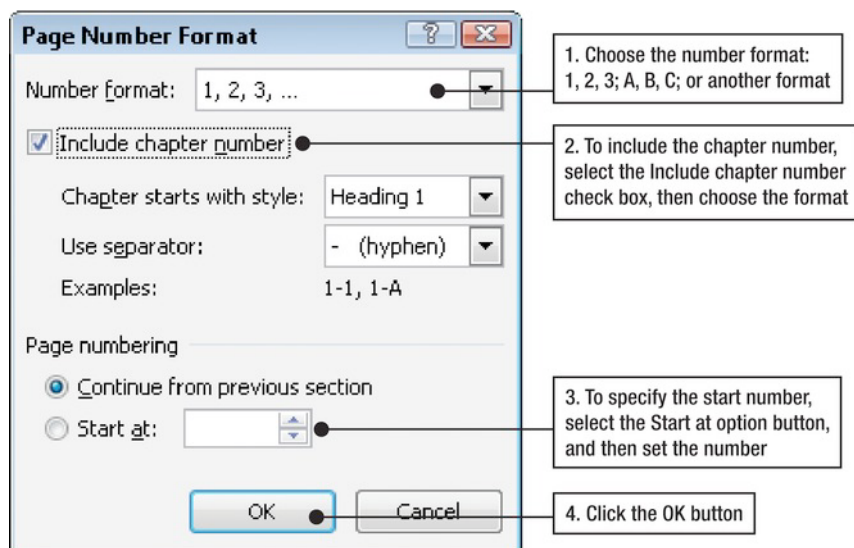 Page Number Format
Number format: 1, 2, 3, ...
Include chapter number
Chapter starts with style: Heading 1
Use separator: - (hyphen)
Examples: 1-1, 1-A
Page numbering
Continue from previous section
Start at:
OK Cancel
1. Choose the number format:
1, 2, 3; A, B, C; or another format
2. To include the chapter number,
select the Include chapter number
check box, then choose the format
3. To specify the start number,
select the Start at option button,
and then set the number
4. Click the OK button